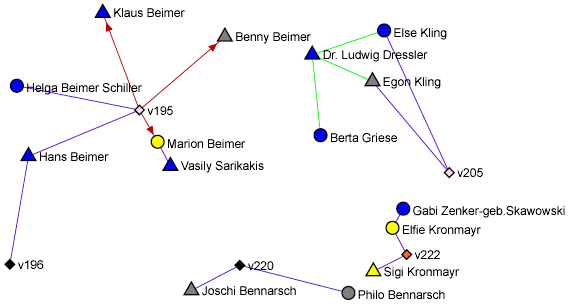 Klaus Beimer
Benny Beimer
Else Kling
Dr. Ludwig Dressler
Egon Kling
Helga Beimer Schiller
v195
Marion Beimer
Berta Griese
Hans Beimer
Vasily Sarikakis
v205
Gabi Zenker-geb.Skawowski
Elfie Kronmayr
v222
v196
v220
Sigi Kronmayr
Joschi Bennarsch
Philo Bennarsch